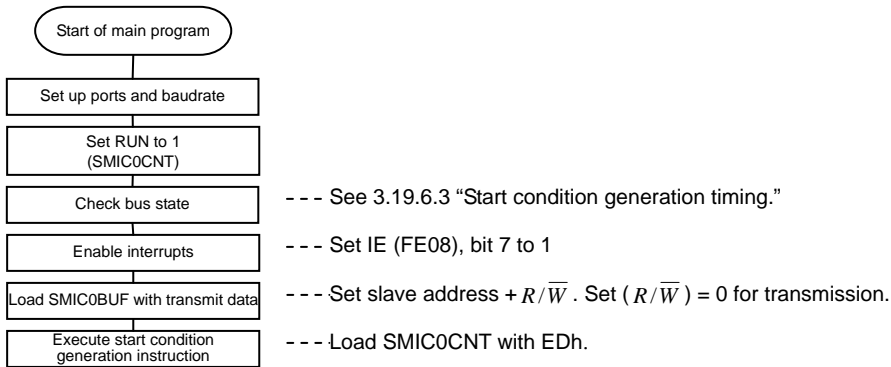 Start of main program
Set up ports and baudrate
Set RUN to 1
(SMIC0CNT)
Check bus state
--- See 3.19.6.3 “Start condition generation timing.”
Enable interrupts
--- Set IE (FE08), bit 7 to 1
Load SMIC0BUF with transmit data
--- Set slave address + R/W̅ . Set ( R/W̅ ) = 0 for transmission.
Execute start condition
generation instruction
--- Load SMIC0CNT with EDh.